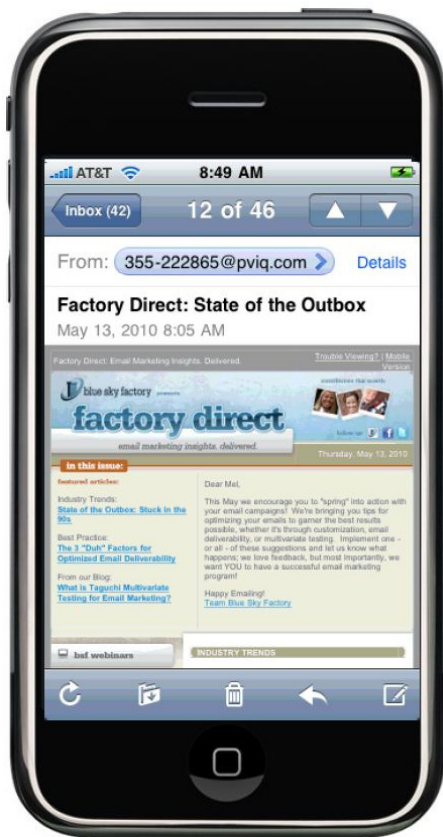 AT&T 8:49 AM
Inbox (42) 12 of 46
From: 355-222865@pviq.com Details
Factory Direct: State of the Outbox
May 13, 2010 8:05 AM
Factory Direct: Email Marketing Insights. Delivered.
Trouble Viewing? | Mobile
Version
blue sky factory presents
contributors this month:
factory direct
email marketing insights. delivered.
follow us:
Thursday, May 13, 2010
in this issue:
featured articles:
Industry Trends:
State of the Outbox: Stuck in the
90s
Best Practice:
The 3 "Duh" Factors for
Optimized Email Deliverability
From our Blog:
What is Taguchi Multivariate
Testing for Email Marketing?
Dear Mel,
This May we encourage you to "spring" into action with
your email campaigns! We're bringing you tips for
optimizing your emails to garner the best results
possible, whether it's through customization, email
deliverability, or multivariate testing. Implement one -
or all - of these suggestions and let us know what
happens; we love feedback, but most importantly, we
want YOU to have a successful email marketing
program!
Happy Emailing!
Team Blue Sky Factory
bsf webinars
INDUSTRY TRENDS